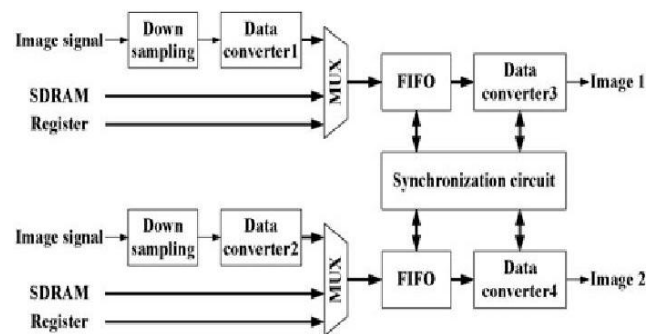 Image signal
Down
sampling
Data
converter1
SDRAM
Register
MUX
FIFO
Data
converter3
Image 1
Synchronization circuit
Image signal
Down
sampling
Data
converter2
SDRAM
Register
MUX
FIFO
Data
converter4
Image 2